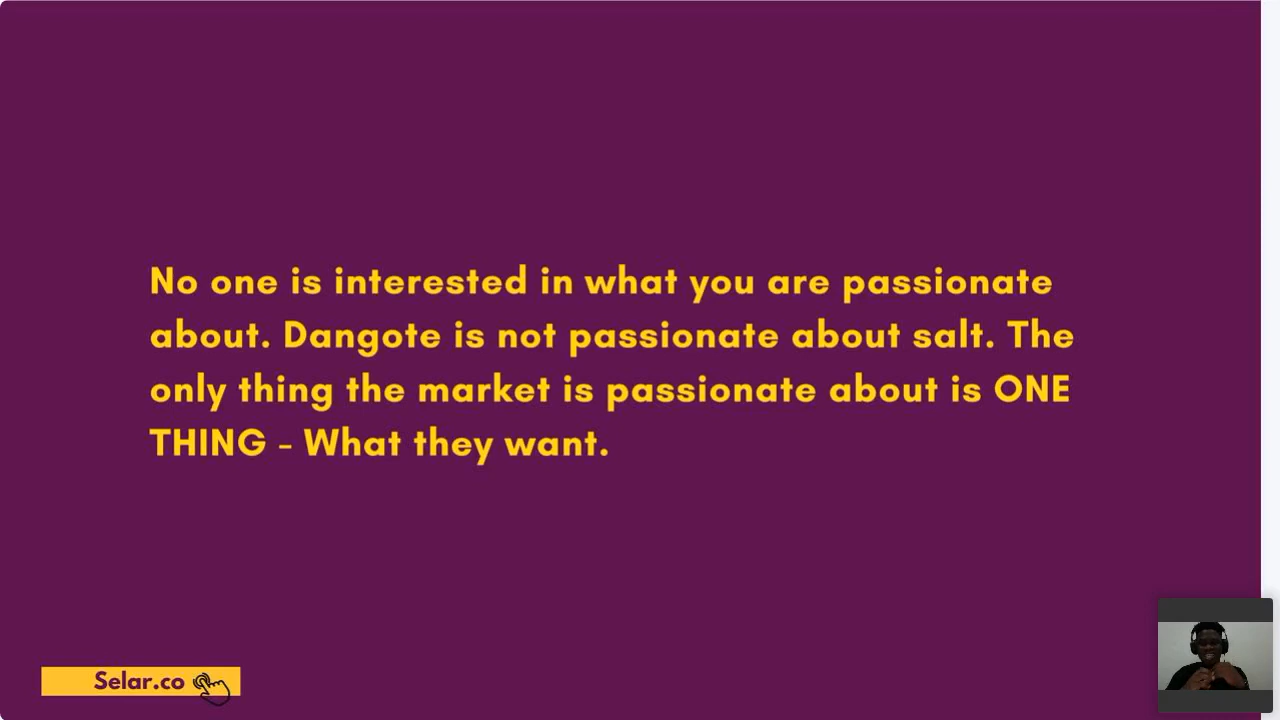 No one is interested in what you are passionate
about. Dangote is not passionate about salt. The
only thing the market is passionate about is ONE
THING - What they want.
Selar.co